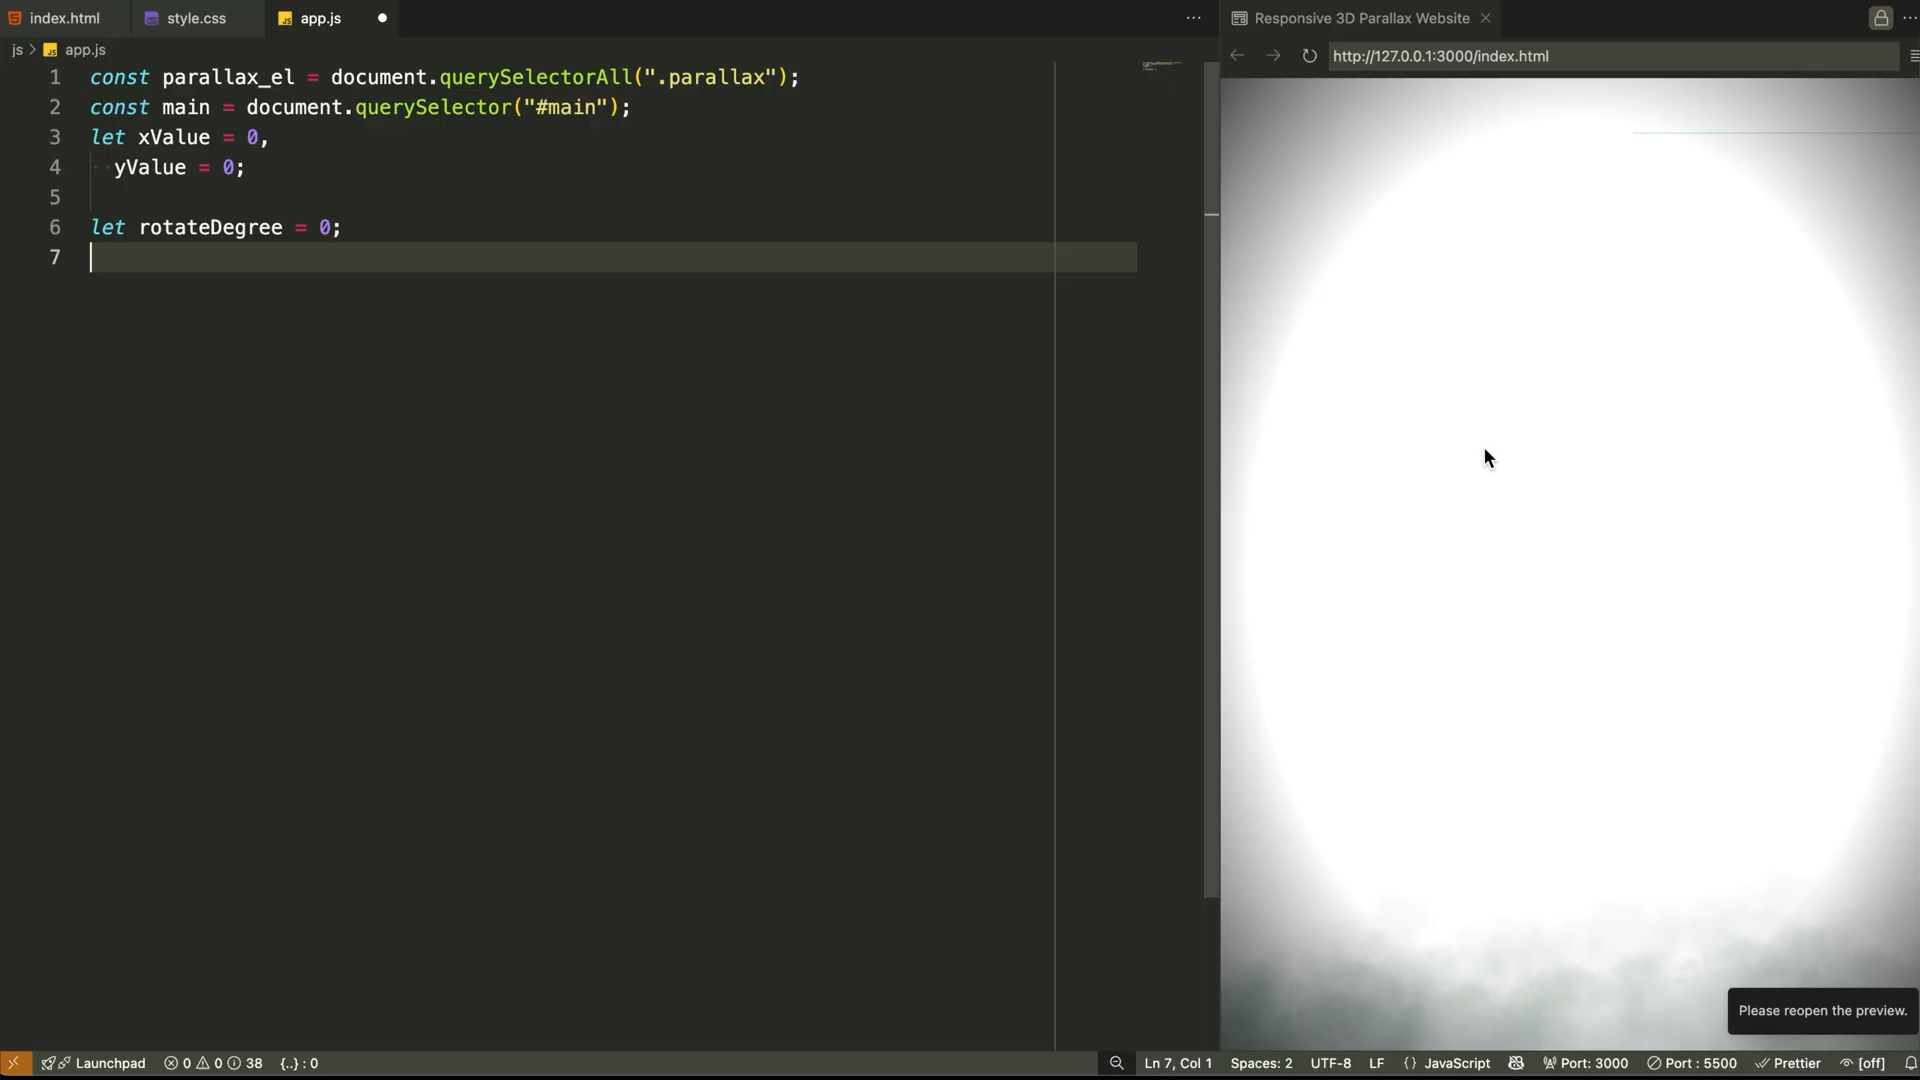 index.html
style.css
app.js
js > app.js
1 const parallax_el = document.querySelectorAll(".parallax");
2 const main = document.querySelector("#main");
3 let xValue = 0,
4 yValue = 0;
5
6 let rotateDegree = 0;
7
Responsive 3D Parallax Website
http://127.0.0.1:3000/index.html
Please reopen the preview.
Launchpad 0 0 38 {..} : 0
Ln 7, Col 1 Spaces: 2 UTF-8 LF {} JavaScript Port: 3000 Port : 5500 Prettier [off]